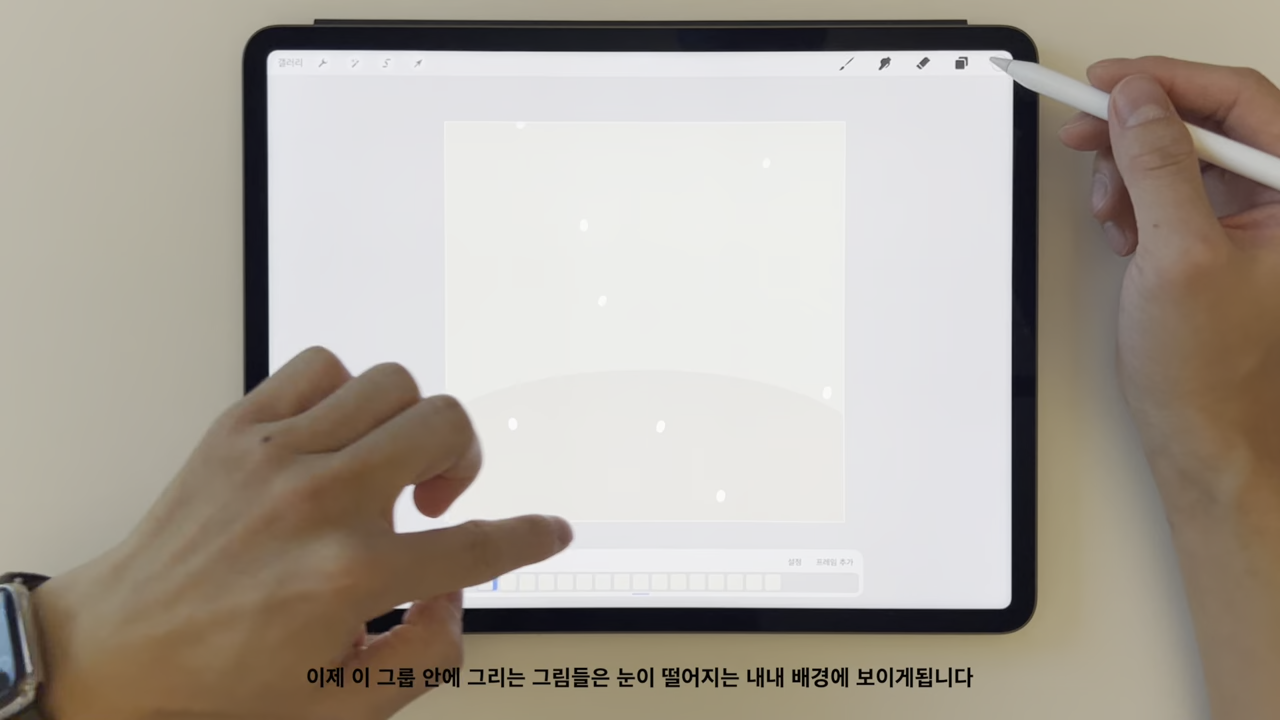 갤러리
설정 프레임 추가
이제 이 그룹 안에 그리는 그림들은 눈이 떨어지는 내내 배경에 보이게됩니다